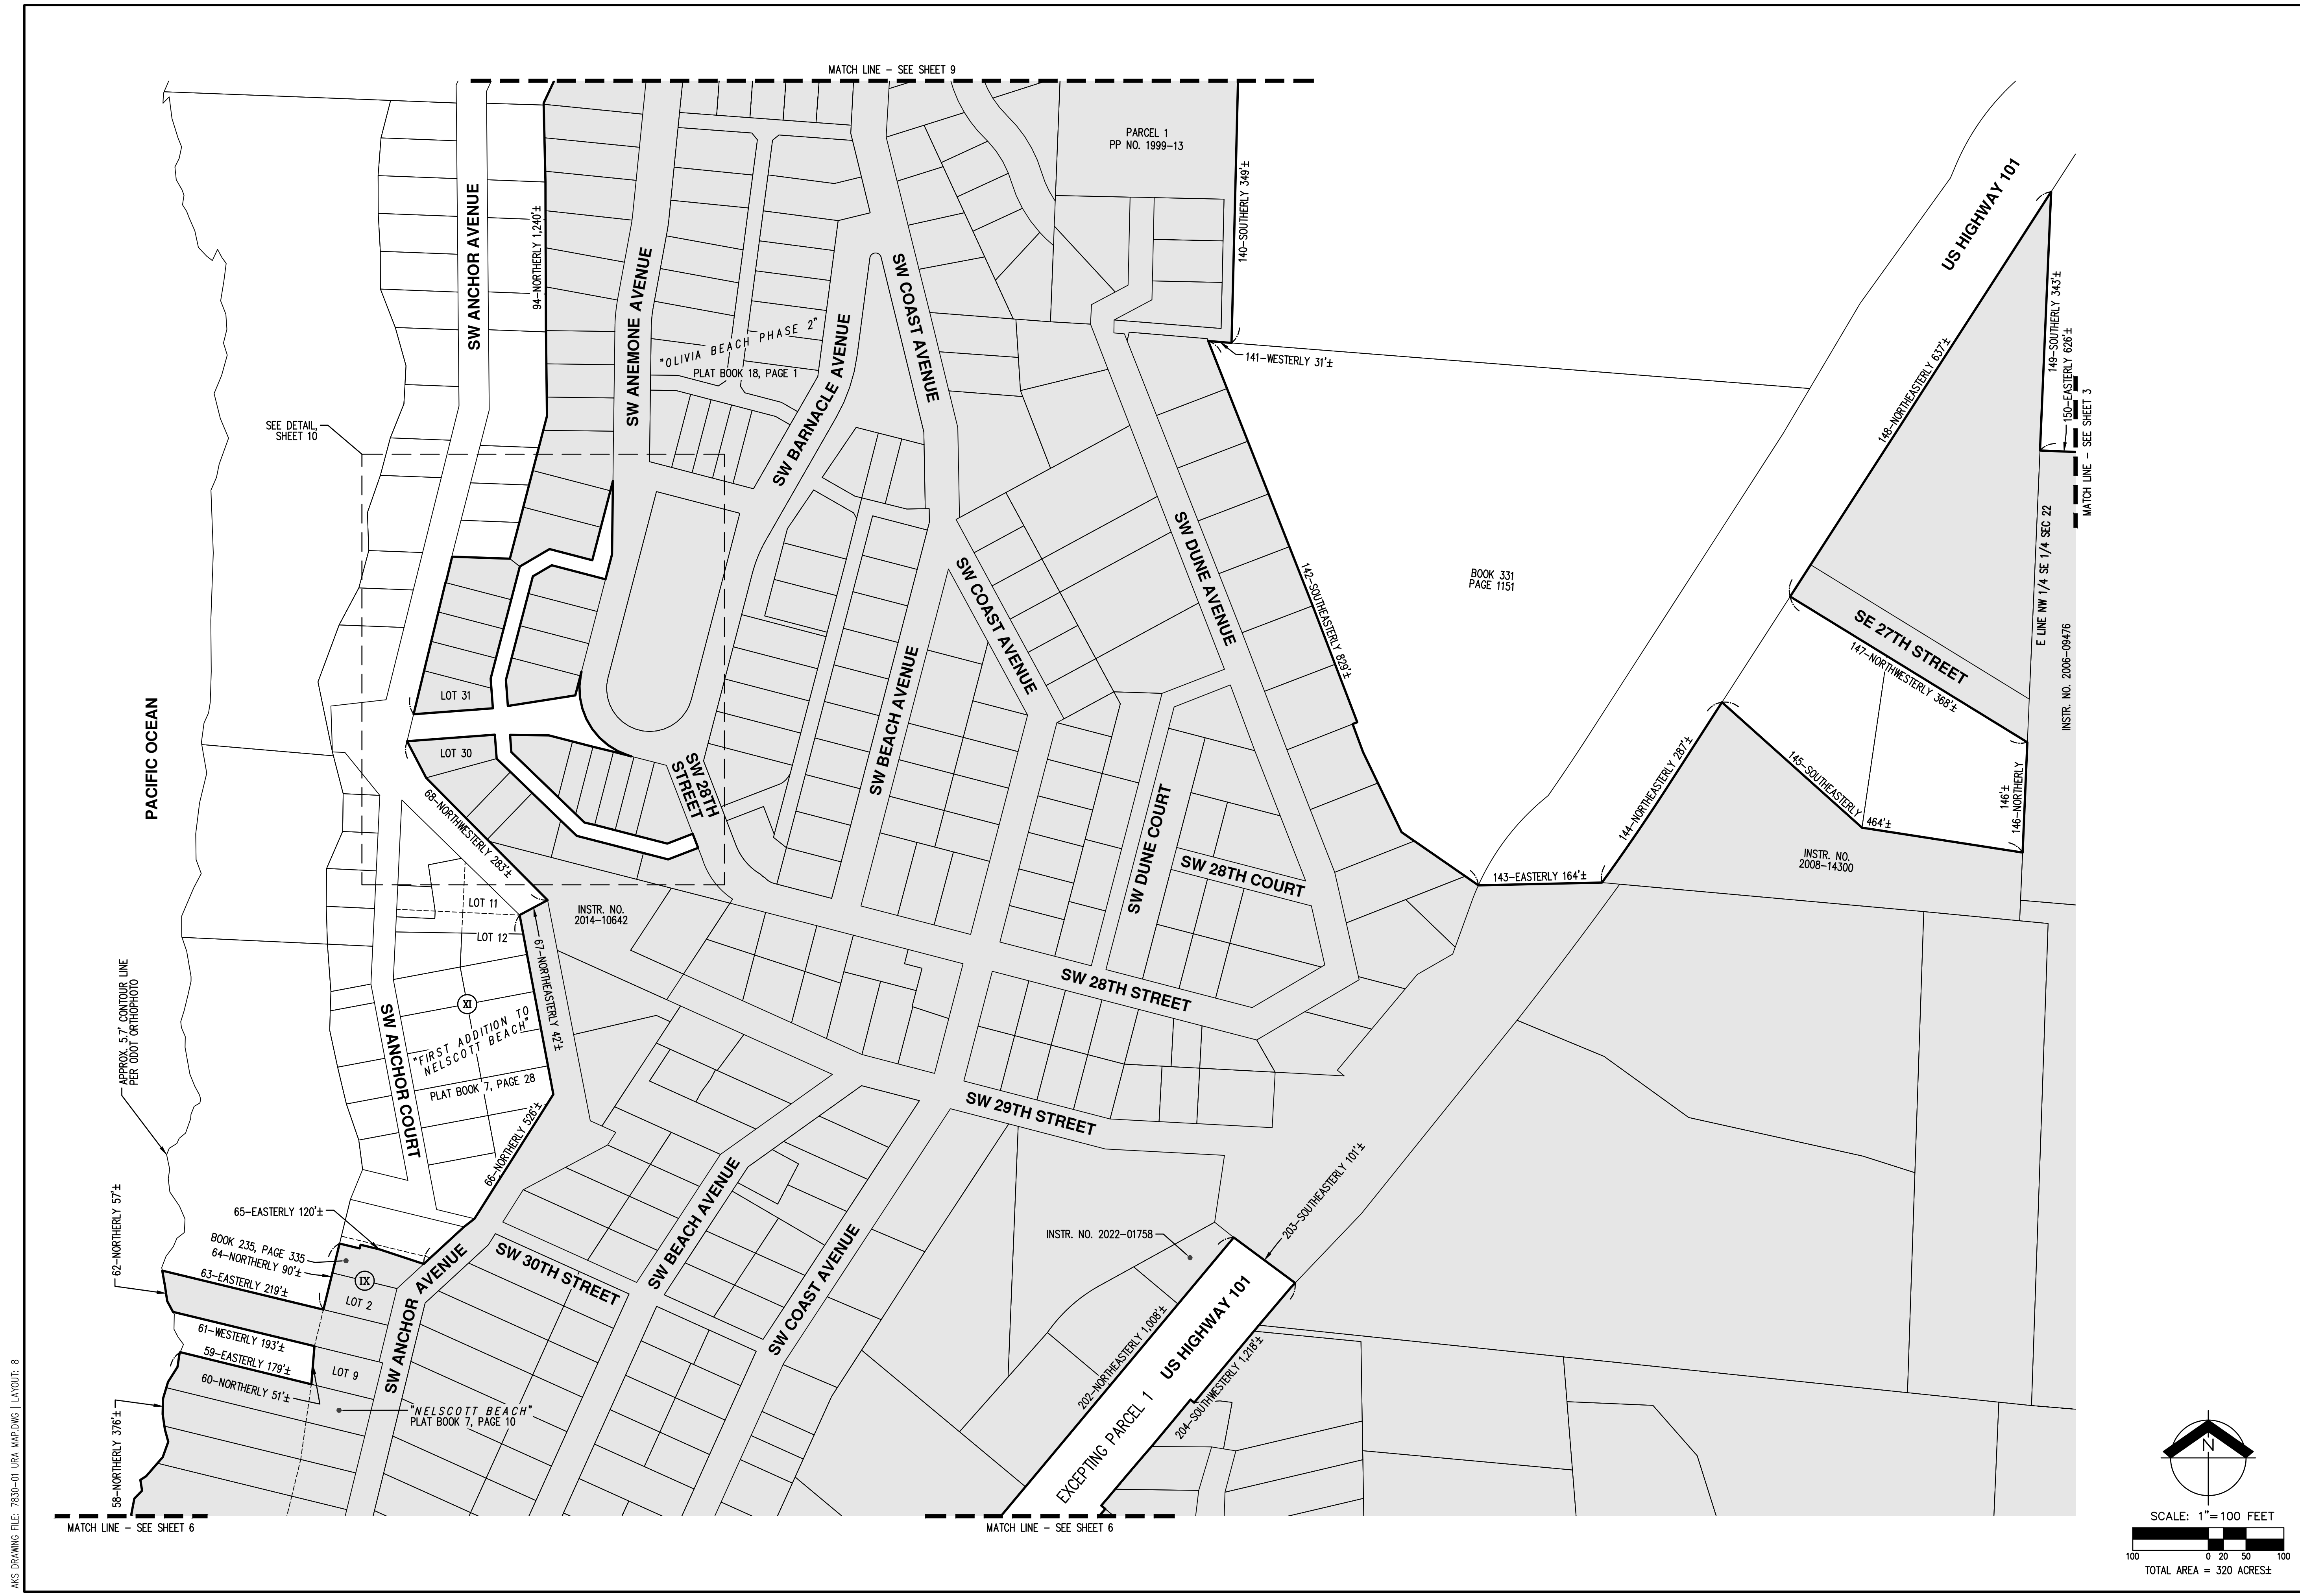 MATCH LINE – SEE SHEET 9
PARCEL 1
PP NO. 1999–13
140–SOUTHERLY 349'±
US HIGHWAY 101
SW ANCHOR AVENUE
94–NORTHERLY 1,240'±
SW ANEMONE AVENUE
SW COAST AVENUE
"OLIVIA BEACH PHASE 2"
PLAT BOOK 18, PAGE 1
SW BARNACLE AVENUE
141–WESTERLY 31'±
148–NORTHEASTERLY 637'±
149–SOUTHERLY 343'±
150–EASTERLY 626'±
MATCH LINE – SEE SHEET 3
SEE DETAIL,
SHEET 10
E LINE NW 1/4 SE 1/4 SEC 22
SW DUNE AVENUE
SW COAST AVENUE
142–SOUTHEASTERLY 829'±
BOOK 331
PAGE 1151
SE 27TH STREET
147–NORTHWESTERLY 368'±
INSTR. NO. 2006–09476
LOT 31
PACIFIC OCEAN
SW BEACH AVENUE
LOT 30
SW 28TH
STREET
68–NORTHWESTERLY 283'±
144–NORTHEASTERLY 287'±
145–SOUTHEASTERLY
464'±
146'±
146–NORTHERLY
SW DUNE COURT
SW 28TH COURT
143–EASTERLY 164'±
INSTR. NO.
2008–14300
LOT 11
INSTR. NO.
2014–10642
LOT 12
67–NORTHEASTERLY 42'±
APPROX. 5.7' CONTOUR LINE
PER ODOT ORTHOPHOTO
XI
SW 28TH STREET
SW ANCHOR COURT
"FIRST ADDITION TO
NELSCOTT BEACH"
PLAT BOOK 7, PAGE 28
SW 29TH STREET
66–NORTHERLY 526'±
203–SOUTHEASTERLY 101'±
62–NORTHERLY 57'±
65–EASTERLY 120'±
SW BEACH AVENUE
INSTR. NO. 2022–01758
BOOK 235, PAGE 335
64–NORTHERLY 90'±
63–EASTERLY 219'±
IX
LOT 2
SW ANCHOR AVENUE
SW 30TH STREET
SW COAST AVENUE
61–WESTERLY 193'±
59–EASTERLY 179'±
60–NORTHERLY 51'±
LOT 9
202–NORTHEASTERLY 1,008'±
US HIGHWAY 101
EXCEPTING PARCEL 1
204–SOUTHWESTERLY 1,218'±
"NELSCOTT BEACH"
PLAT BOOK 7, PAGE 10
58–NORTHERLY 376'±
MATCH LINE – SEE SHEET 6
MATCH LINE – SEE SHEET 6
N
SCALE: 1"=100 FEET
100 0 20 50 100
TOTAL AREA = 320 ACRES±
AKS DRAWING FILE: 7830–01 URA MAP.DWG | LAYOUT: 8